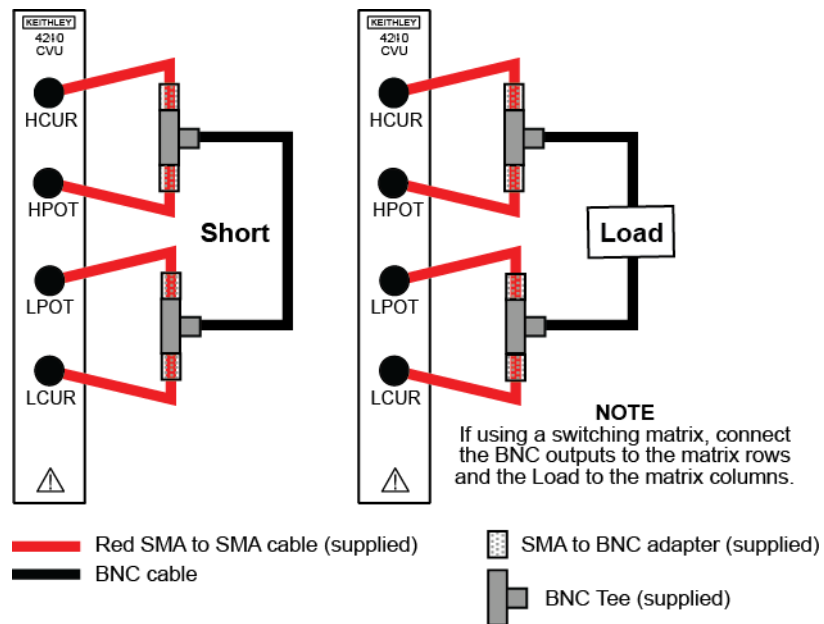 KEITHLEY
4210
CVU
HCUR
HPOT
LPOT
LCUR
Short
KEITHLEY
4210
CVU
HCUR
HPOT
LPOT
LCUR
Load
NOTE
If using a switching matrix, connect
the BNC outputs to the matrix rows
and the Load to the matrix columns.
Red SMA to SMA cable (supplied)
BNC cable
SMA to BNC adapter (supplied)
BNC Tee (supplied)